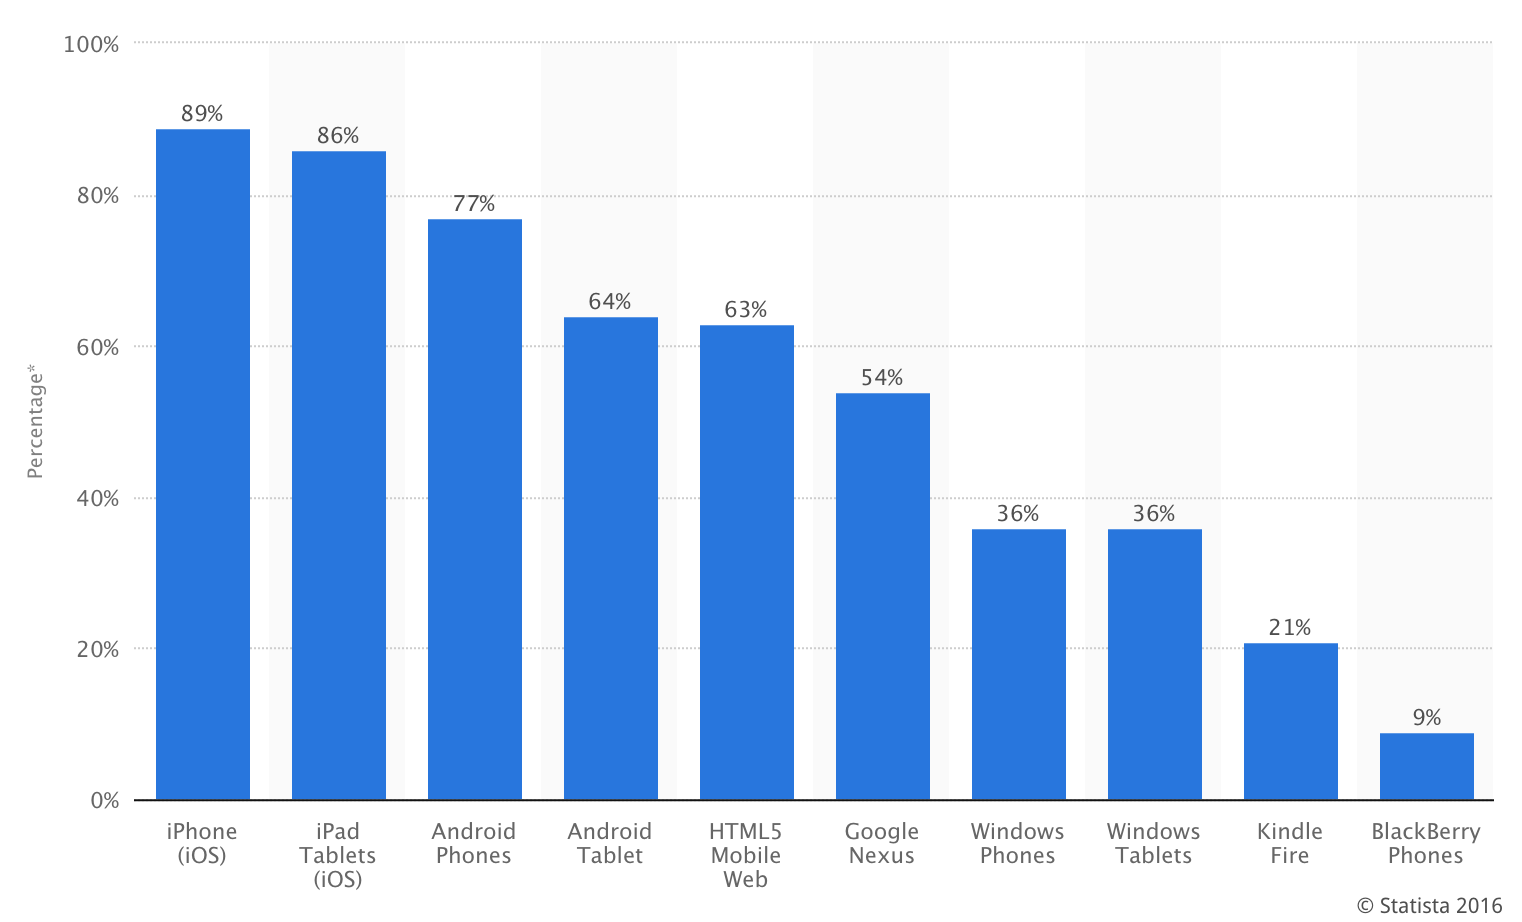 100%
80%
60%
40%
20%
0%
Percentage*
89%
86%
77%
64%
63%
54%
36%
36%
21%
9%
iPhone
(iOS)
iPad
Tablets
(iOS)
Android
Phones
Android
Tablet
HTML5
Mobile
Web
Google
Nexus
Windows
Phones
Windows
Tablets
Kindle
Fire
BlackBerry
Phones
© Statista 2016